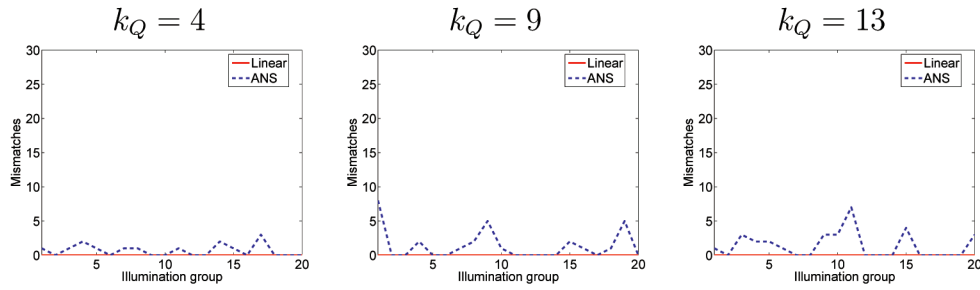 k_Q = 4
30
25
20
15
10
5
0
Mismatches
Linear
ANS
5
10
15
20
Illumination group
k_Q = 9
30
25
20
15
10
5
0
Mismatches
Linear
ANS
5
10
15
20
Illumination group
k_Q = 13
30
25
20
15
10
5
0
Mismatches
Linear
ANS
5
10
15
20
Illumination group